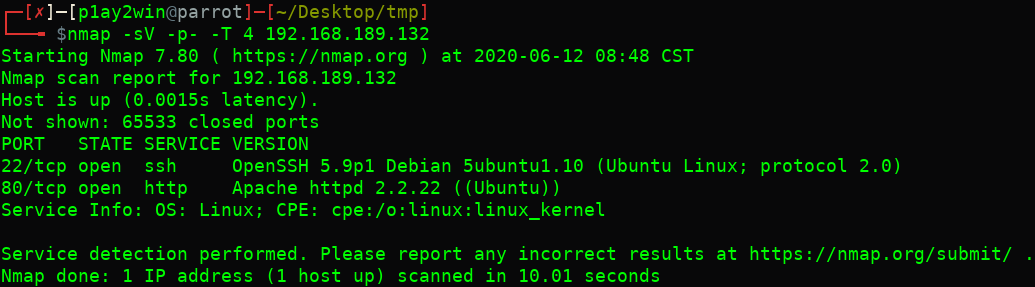 ┌─[✗]─[p1ay2win@parrot]─[~/Desktop/tmp]
└──╼ $nmap -sV -p- -T 4 192.168.189.132
Starting Nmap 7.80 ( https://nmap.org ) at 2020-06-12 08:48 CST
Nmap scan report for 192.168.189.132
Host is up (0.0015s latency).
Not shown: 65533 closed ports
PORT   STATE SERVICE VERSION
22/tcp open  ssh     OpenSSH 5.9p1 Debian 5ubuntu1.10 (Ubuntu Linux; protocol 2.0)
80/tcp open  http    Apache httpd 2.2.22 ((Ubuntu))
Service Info: OS: Linux; CPE: cpe:/o:linux:linux_kernel
Service detection performed. Please report any incorrect results at https://nmap.org/submit/ .
Nmap done: 1 IP address (1 host up) scanned in 10.01 seconds